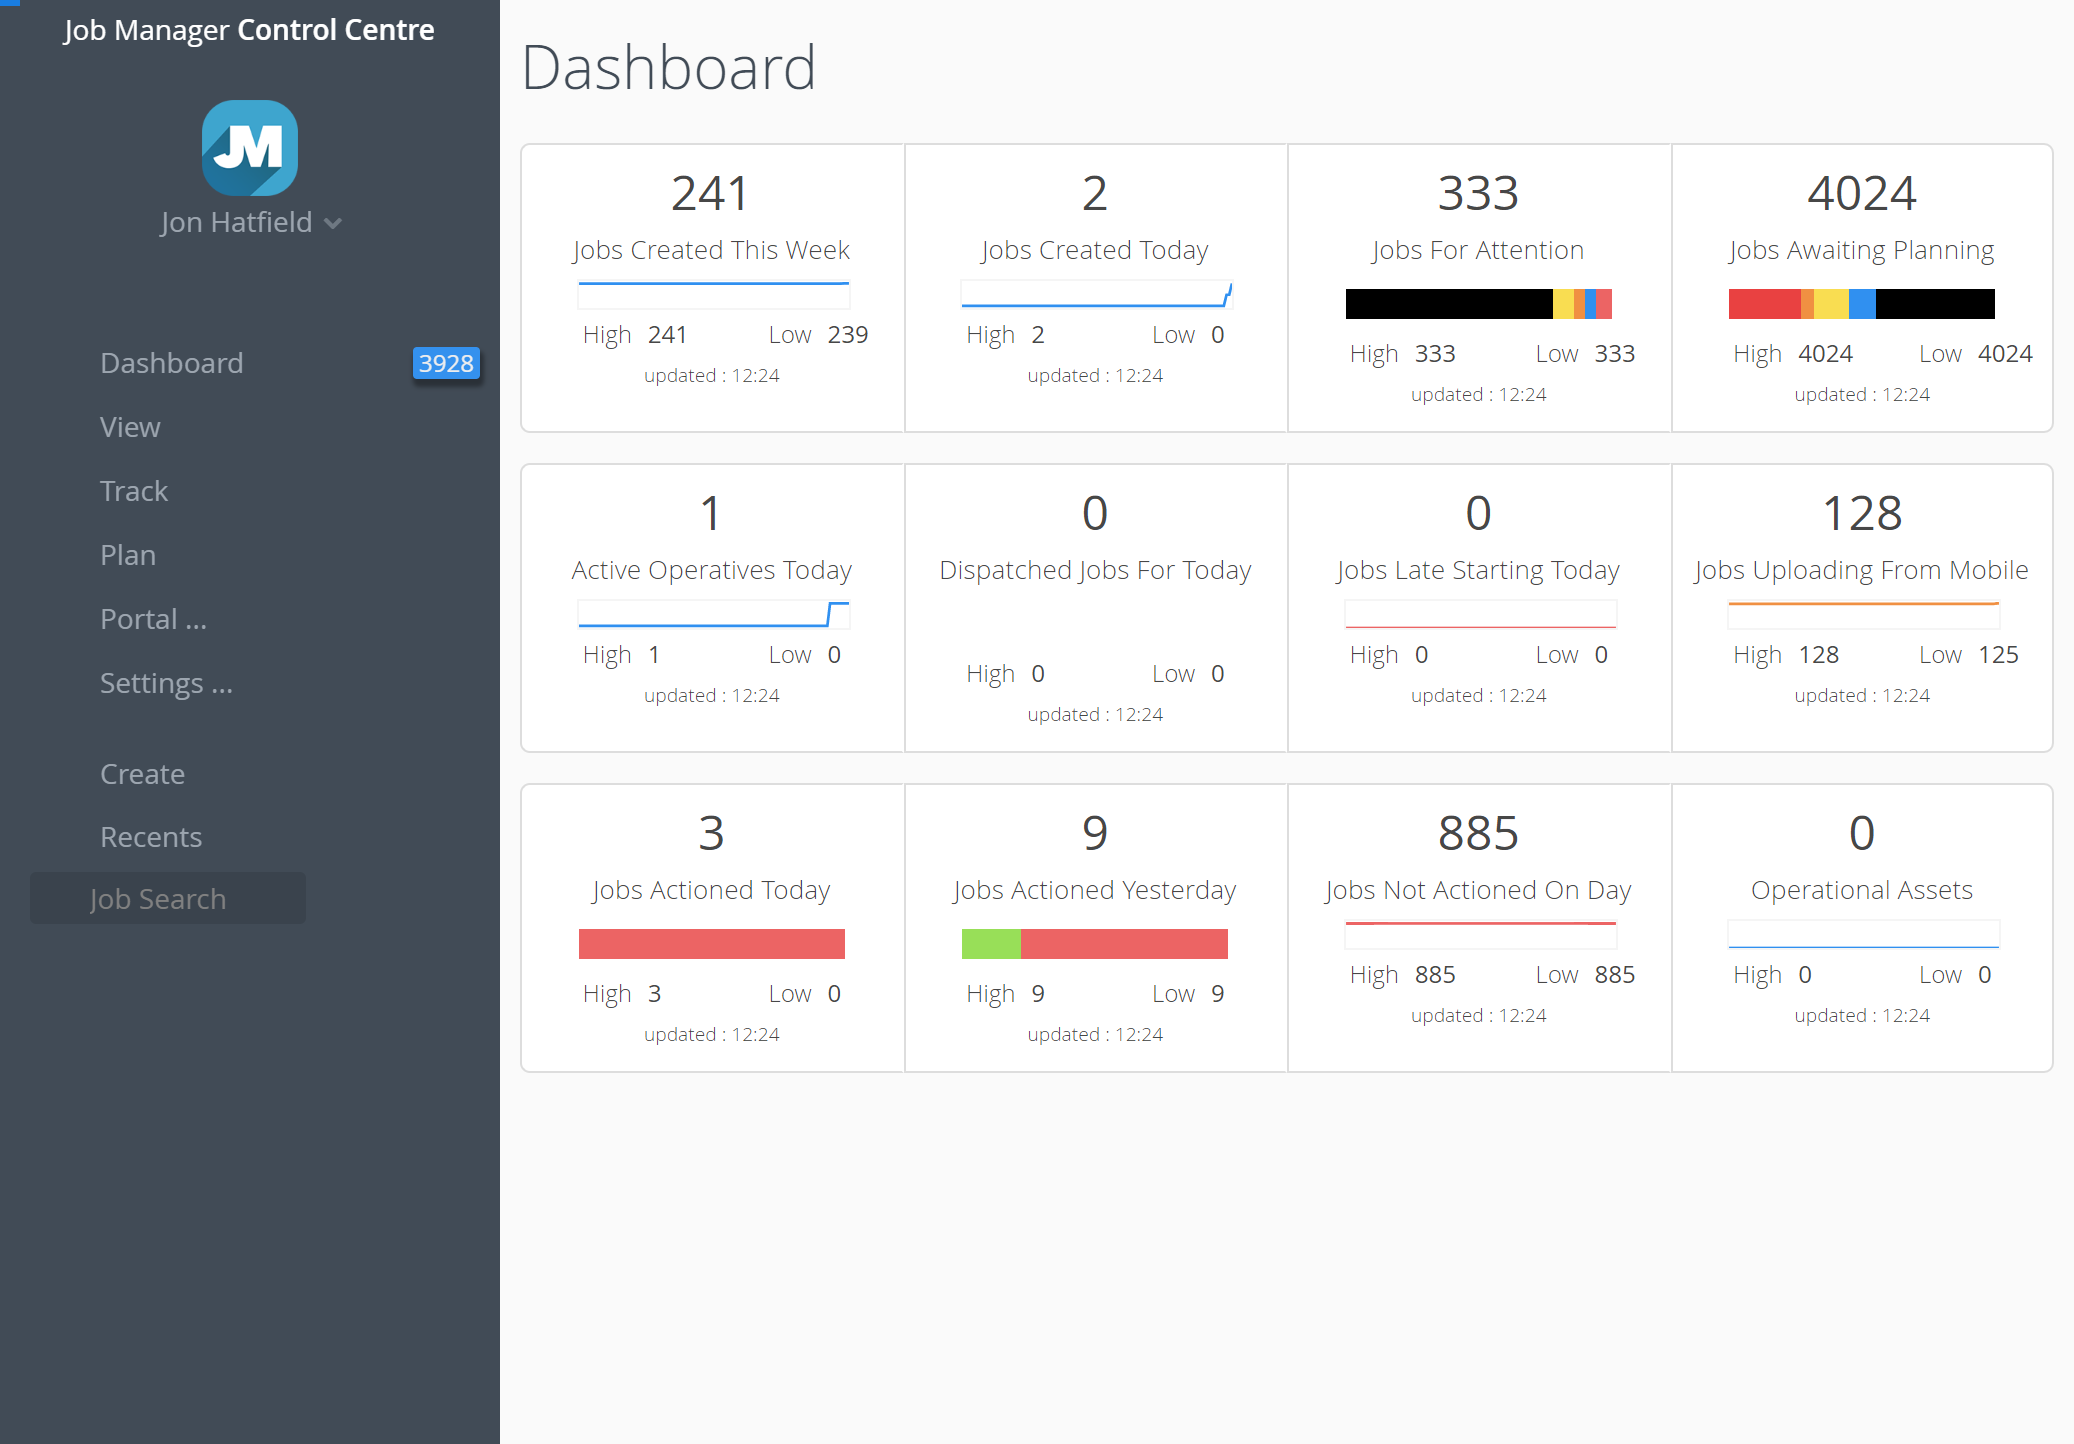 Job Manager Control Centre
JM
Jon Hatfield
Dashboard 3928
View
Track
Plan
Portal ...
Settings ...
Create
Recents
Job Search
Dashboard
241
Jobs Created This Week
High 241 Low 239
updated : 12:24
2
Jobs Created Today
High 2 Low 0
updated : 12:24
333
Jobs For Attention
High 333 Low 333
updated : 12:24
4024
Jobs Awaiting Planning
High 4024 Low 4024
updated : 12:24
1
Active Operatives Today
High 1 Low 0
updated : 12:24
0
Dispatched Jobs For Today
High 0 Low 0
updated : 12:24
0
Jobs Late Starting Today
High 0 Low 0
updated : 12:24
128
Jobs Uploading From Mobile
High 128 Low 125
updated : 12:24
3
Jobs Actioned Today
High 3 Low 0
updated : 12:24
9
Jobs Actioned Yesterday
High 9 Low 9
updated : 12:24
885
Jobs Not Actioned On Day
High 885 Low 885
updated : 12:24
0
Operational Assets
High 0 Low 0
updated : 12:24